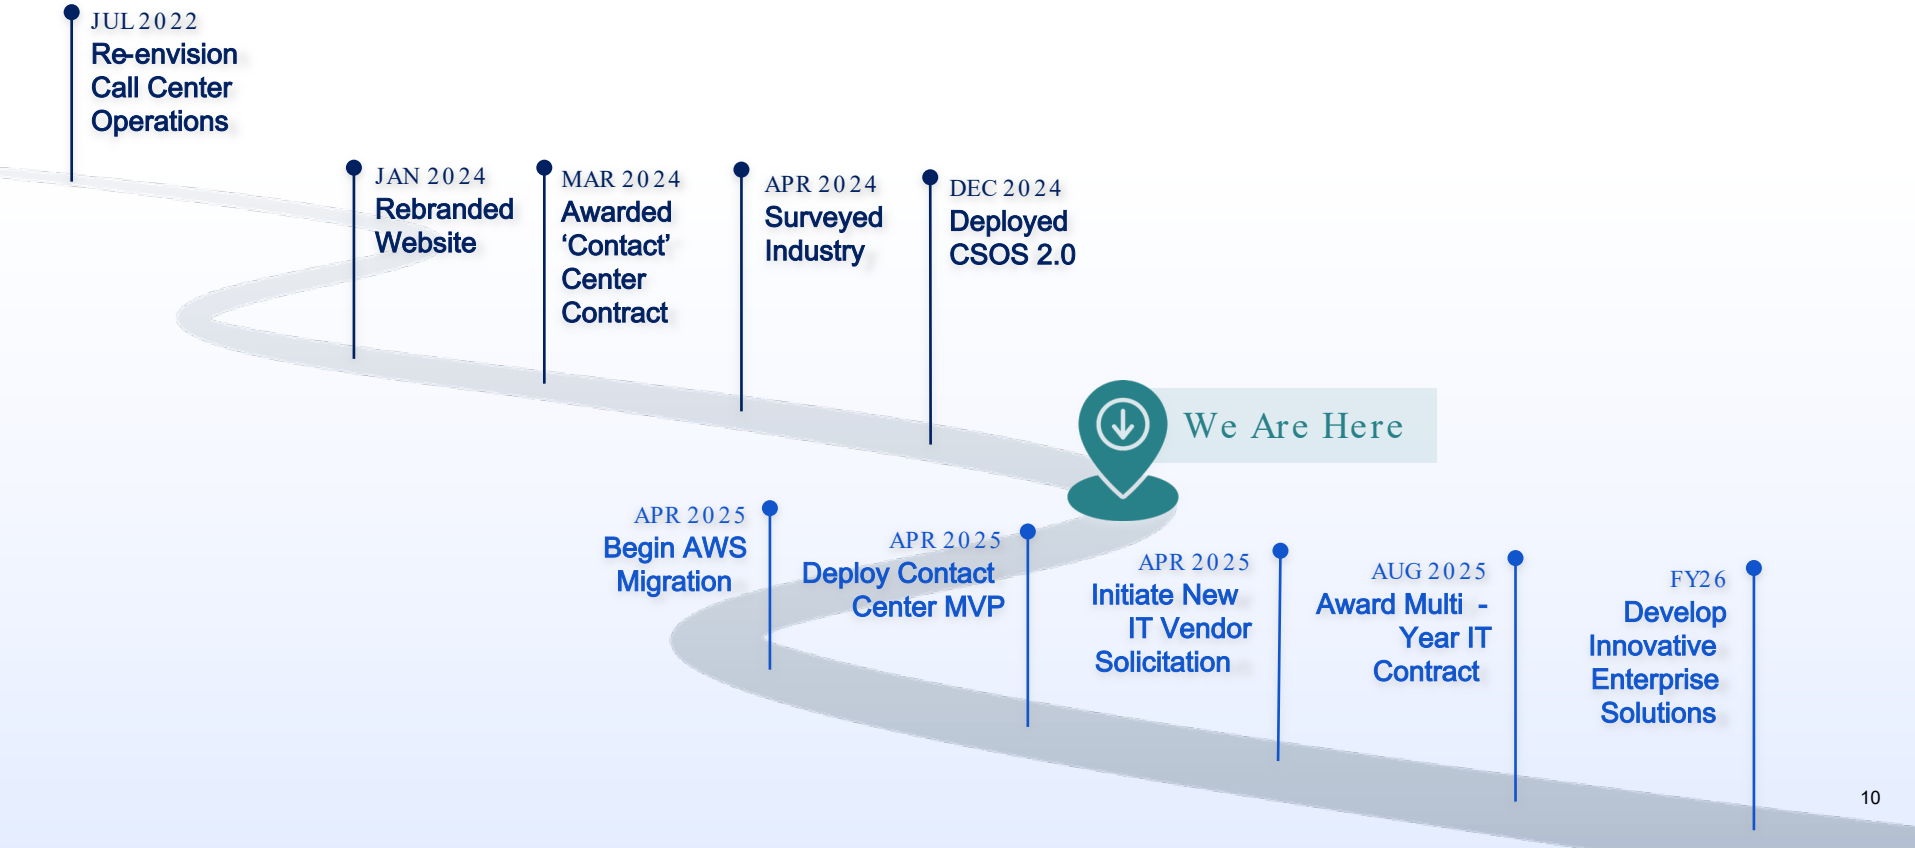 JUL 2022
Re-envision
Call Center
Operations
JAN 2024
Rebranded
Website
MAR 2024
Awarded
‘Contact’
Center
Contract
APR 2024
Surveyed
Industry
DEC 2024
Deployed
CSOS 2.0
We Are Here
APR 2025
Begin AWS
Migration
APR 2025
Deploy Contact
Center MVP
APR 2025
Initiate New
IT Vendor
Solicitation
AUG 2025
Award Multi -
Year IT
Contract
FY26
Develop
Innovative
Enterprise
Solutions
10